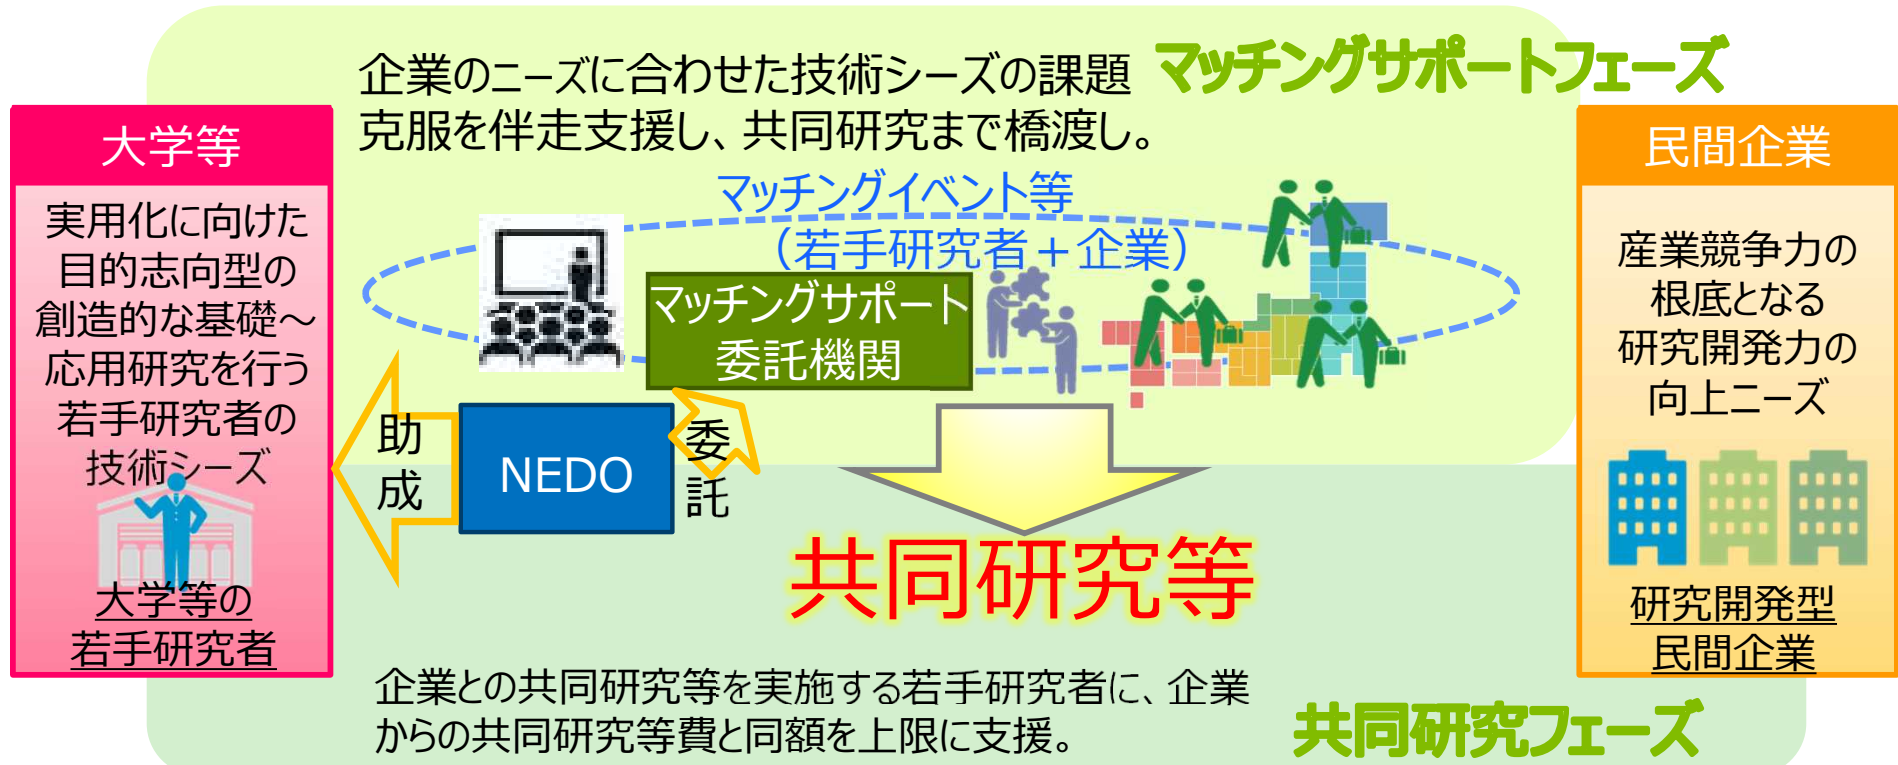 企業のニーズに合わせた技術シーズの課題
克服を伴走支援し、共同研究まで橋渡し。
マッチングサポートフェーズ
大学等
実用化に向けた
目的志向型の
創造的な基礎～
応用研究を行う
若手研究者の
技術シーズ
大学等の
若手研究者
マッチングイベント等
（若手研究者＋企業）
マッチングサポート
委託機関
助
成
NEDO
委
託
民間企業
産業競争力の
根底となる
研究開発力の
向上ニーズ
研究開発型
民間企業
共同研究等
企業との共同研究等を実施する若手研究者に、企業
からの共同研究等費と同額を上限に支援。
共同研究フェーズ